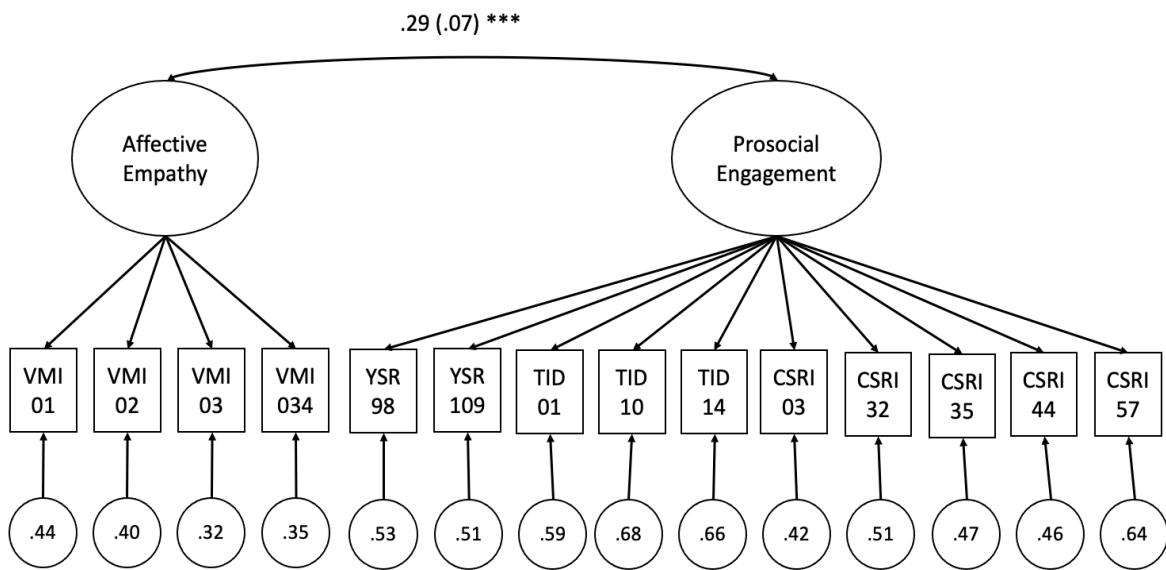 .29 (.07) ***
Affective
Empathy
Prosocial
Engagement
VMI
01
VMI
02
VMI
03
VMI
034
YSR
98
YSR
109
TID
01
TID
10
TID
14
CSRI
03
CSRI
32
CSRI
35
CSRI
44
CSRI
57
.44
.40
.32
.35
.53
.51
.59
.68
.66
.42
.51
.47
.46
.64